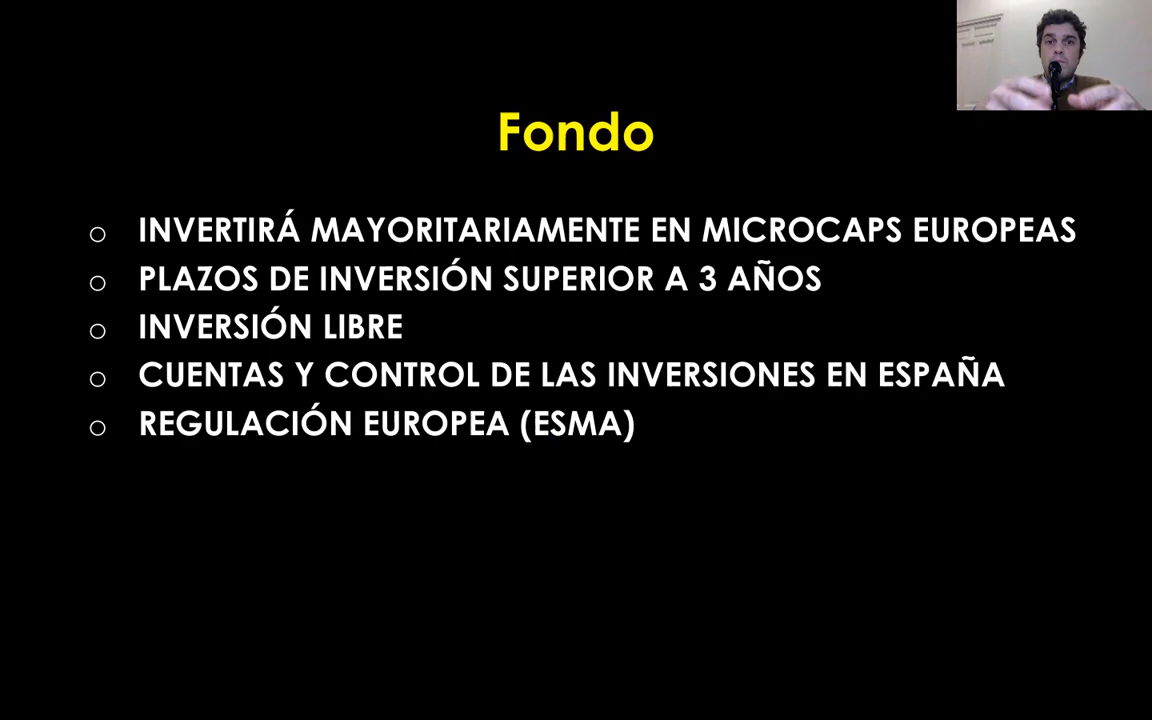 Fondo
INVERTIRÁ MAYORITARIAMENTE EN MICROCAPS EUROPEAS
PLAZOS DE INVERSIÓN SUPERIOR A 3 AÑOS
INVERSIÓN LIBRE
CUENTAS Y CONTROL DE LAS INVERSIONES EN ESPAÑA
REGULACIÓN EUROPEA (ESMA)